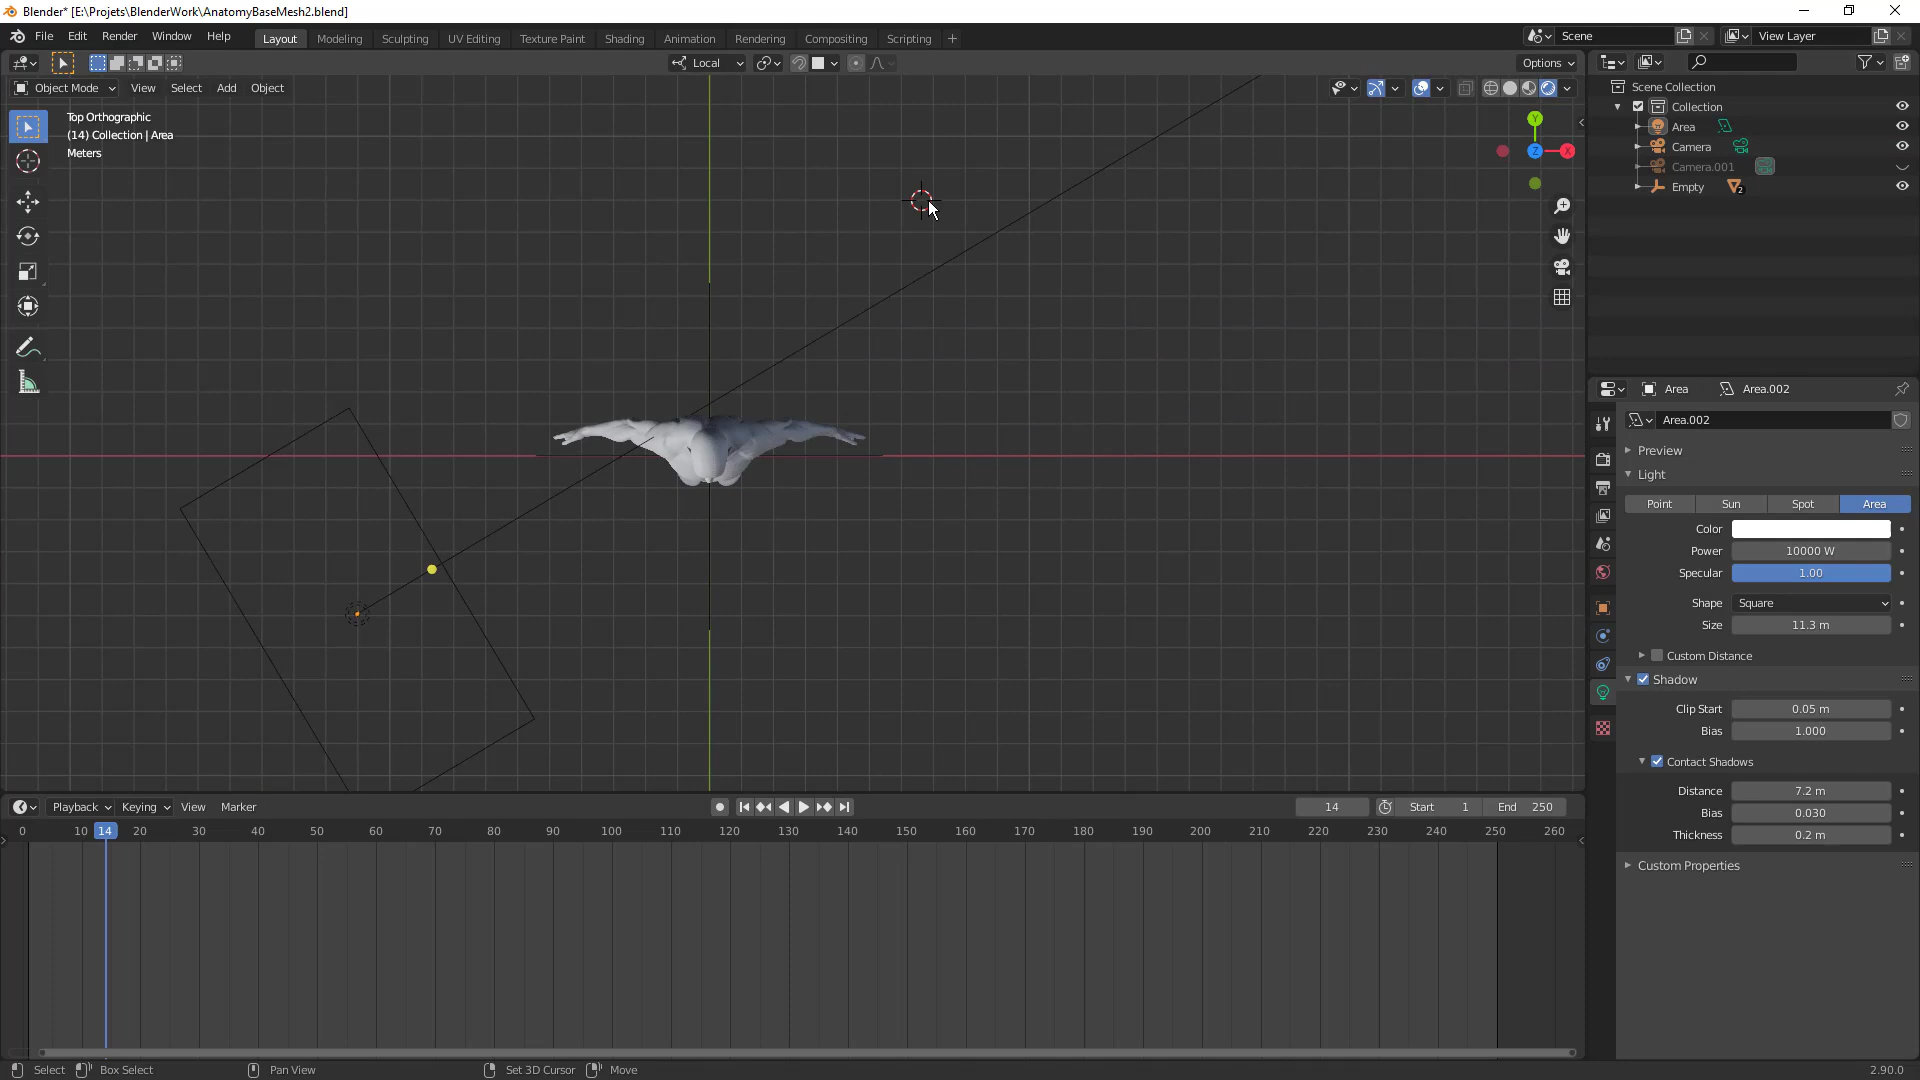 Blender* [E:\Projets\BlenderWork\AnatomyBaseMesh2.blend]
File Edit Render Window Help Layout Modeling Sculpting UV Editing Texture Paint Shading Animation Rendering Compositing Scripting + Scene View Layer
Local Options
Object Mode View Select Add Object
Top Orthographic
(14) Collection | Area
Meters
Y
Z X
Scene Collection
Collection
Area
Camera
Camera.001
Empty 2
Area Area.002
Area.002
Preview
Light
Point Sun Spot Area
Color
Power 10000 W
Specular 1.00
Shape Square
Size 11.3 m
Custom Distance
Shadow
Clip Start 0.05 m
Bias 1.000
Contact Shadows
Distance 7.2 m
Bias 0.030
Thickness 0.2 m
Custom Properties
Playback Keying View Marker 14 Start 1 End 250
0 10 14 20 30 40 50 60 70 80 90 100 110 120 130 140 150 160 170 180 190 200 210 220 230 240 250 260
Select Box Select Pan View Set 3D Cursor Move 2.90.0